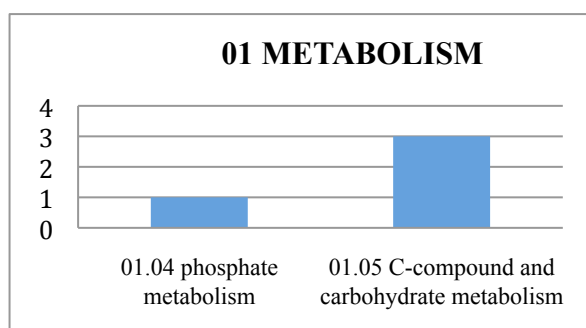 01 METABOLISM
4
3
2
1
0
01.04 phosphate
metabolism
01.05 C-compound and
carbohydrate metabolism